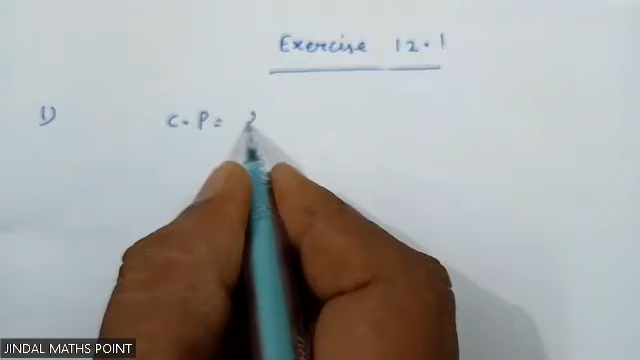 Exercise 12.1
1) C.P =
JINDAL MATHS POINT